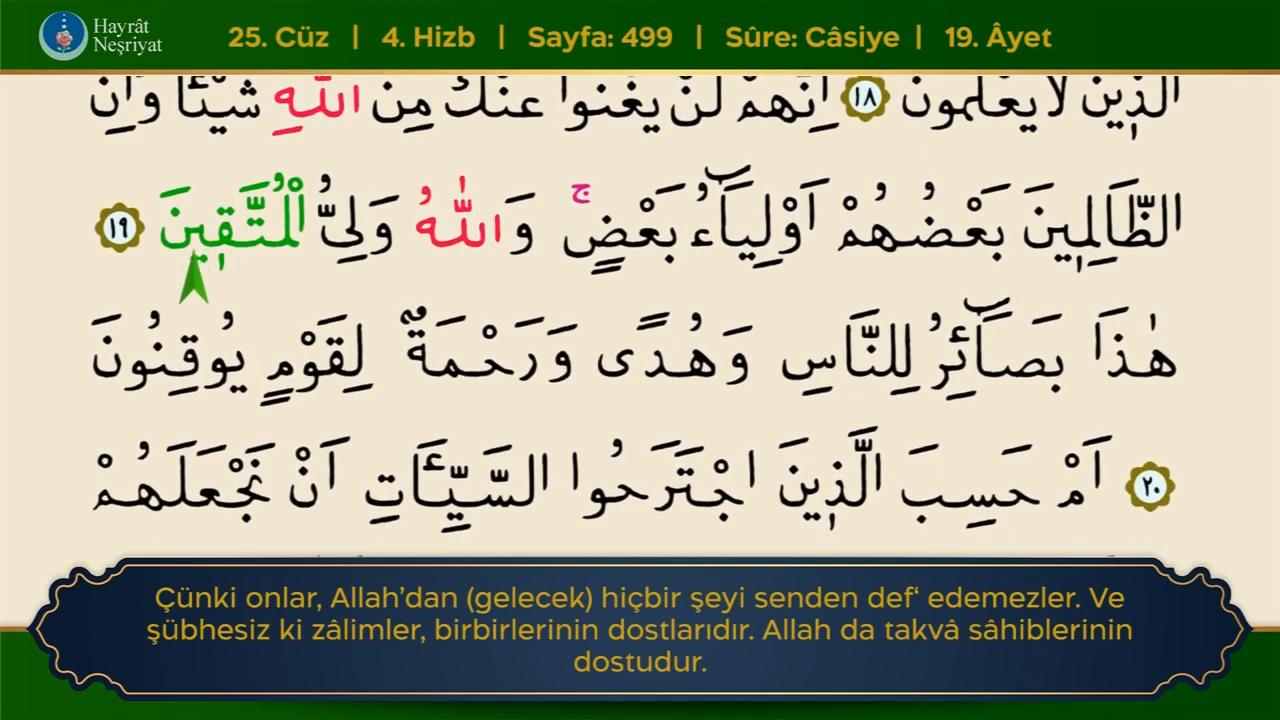 Hayrât
Neşriyat
25. Cüz | 4. Hizb | Sayfa: 499 | Sûre: Câsiye | 19. Âyet
الَّذ۪ينَ لَا يَعْلَمُونَ ١٨ اِنَّهُمْ لَنْ يُغْنُوا عَنْكَ مِنَ اللّٰهِ شَيْـًٔا وَاِنَّ
الظَّالِم۪ينَ بَعْضُهُمْ اَوْلِيَٓاءُ بَعْضٍ ج وَاللّٰهُ وَلِيُّ الْمُتَّق۪ينَ ١٩
هٰذَا بَصَٓائِرُ لِلنَّاسِ وَهُدًى وَرَحْمَةٌ لِقَوْمٍ يُوقِنُونَ
٢٠ اَمْ حَسِبَ الَّذ۪ينَ اجْتَرَحُوا السَّيِّـَٔاتِ اَنْ نَجْعَلَهُمْ
Çünki onlar, Allah’dan (gelecek) hiçbir şeyi senden def‘ edemezler. Ve
şübhesiz ki zâlimler, birbirlerinin dostlarıdır. Allah da takvâ sâhiblerinin
dostudur.